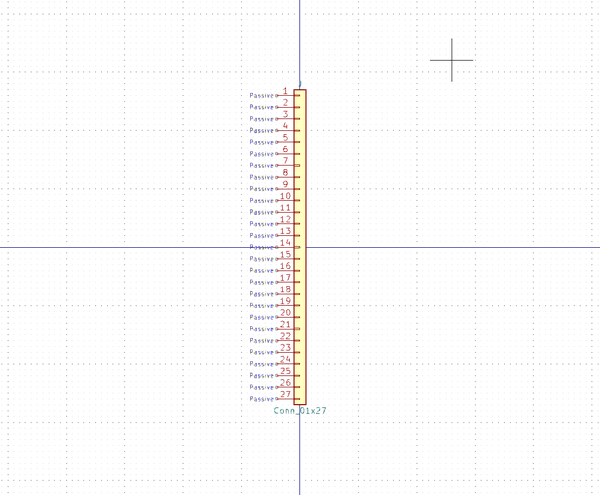 J
Passive 1
Passive 2
Passive 3
Passive 4
Passive 5
Passive 6
Passive 7
Passive 8
Passive 9
Passive 10
Passive 11
Passive 12
Passive 13
Passive 14
Passive 15
Passive 16
Passive 17
Passive 18
Passive 19
Passive 20
Passive 21
Passive 22
Passive 23
Passive 24
Passive 25
Passive 26
Passive 27
Conn_01x27